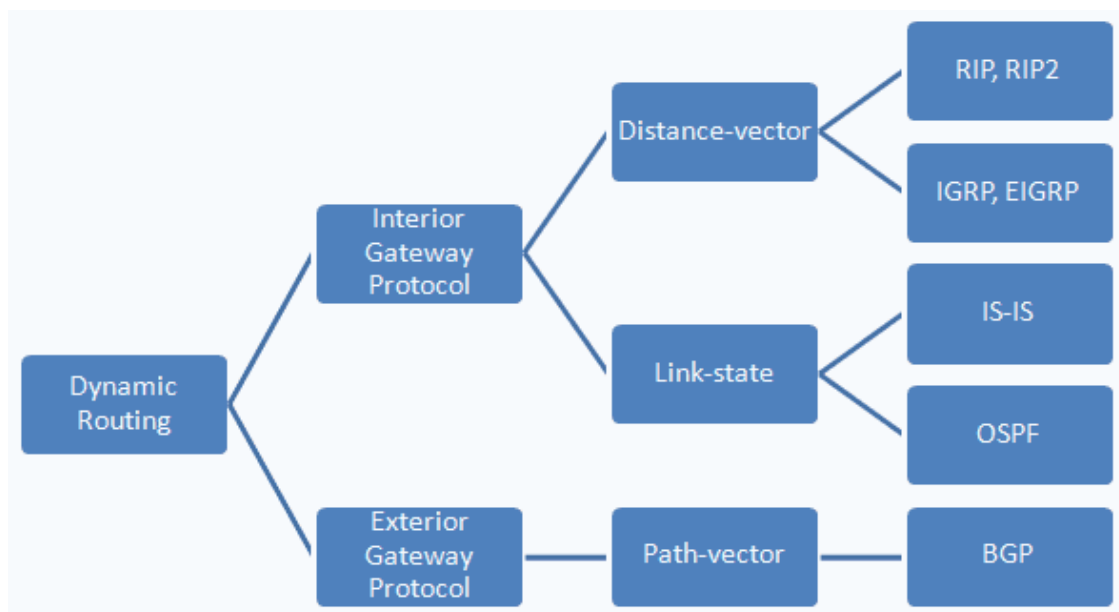 Dynamic
Routing
Interior
Gateway
Protocol
Exterior
Gateway
Protocol
Distance-vector
Link-state
Path-vector
RIP, RIP2
IGRP, EIGRP
IS-IS
OSPF
BGP